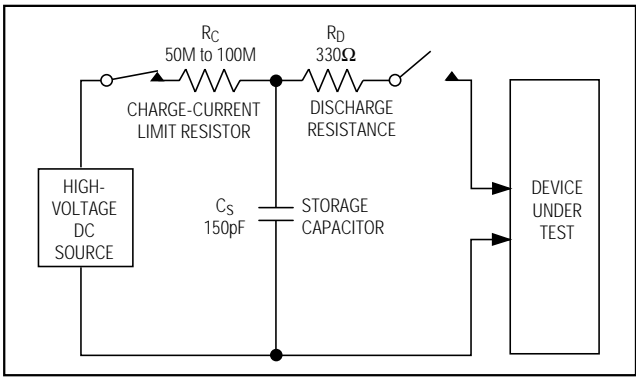 R_C
50M to 100M
CHARGE-CURRENT
LIMIT RESISTOR
R_D
330Ω
DISCHARGE
RESISTANCE
HIGH-
VOLTAGE
DC
SOURCE
C_S
150pF
STORAGE
CAPACITOR
DEVICE
UNDER
TEST